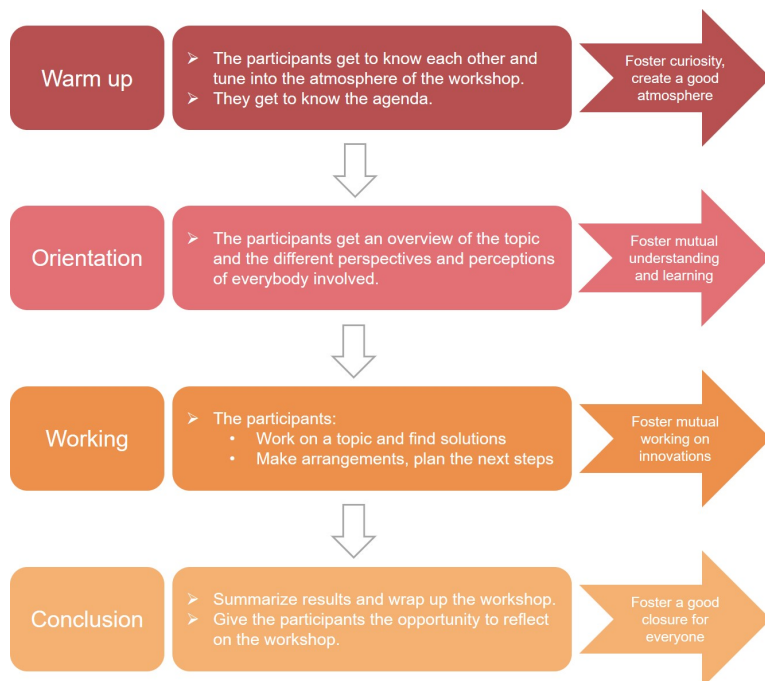 Warm up
➢ The participants get to know each other and
tune into the atmosphere of the workshop.
➢ They get to know the agenda.
Foster curiosity,
create a good
atmosphere
Orientation
➢ The participants get an overview of the topic
and the different perspectives and perceptions
of everybody involved.
Foster mutual
understanding
and learning
Working
➢ The participants:
• Work on a topic and find solutions
• Make arrangements, plan the next steps
Foster mutual
working on
innovations
Conclusion
➢ Summarize results and wrap up the workshop.
➢ Give the participants the opportunity to reflect
on the workshop.
Foster a good
closure for
everyone